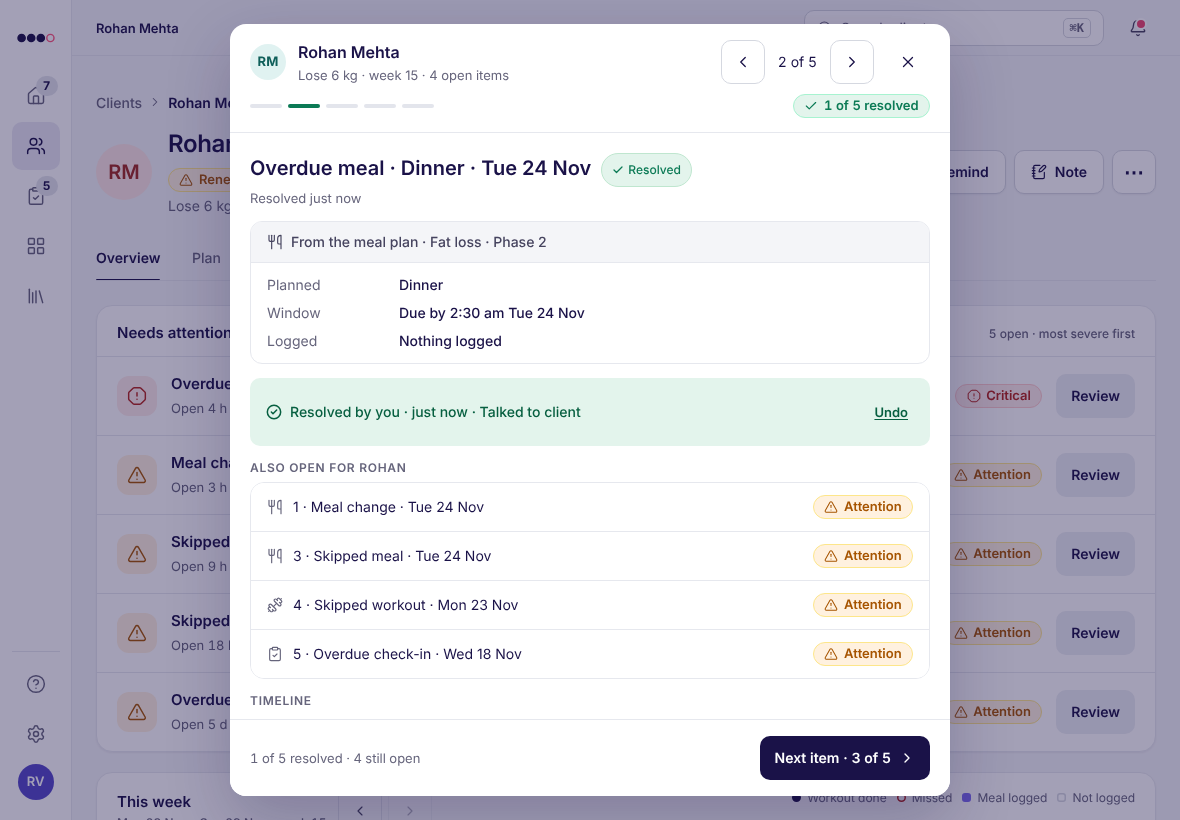 Rohan Mehta
⌘K
7
5
Clients
RM
Lose 6 kg
Note
Overview
Plan
Needs attention
5 open · most severe first
Open 4 h
Critical
Review
Open 3 h
Attention
Review
Skipped
Open 9 h
Attention
Review
Skipped
Open 18
Attention
Review
Open 5 d
Attention
Review
RV
This week
Workout done
Missed
Meal logged
Not logged
RM
Rohan Mehta
Lose 6 kg · week 15 · 4 open items
2 of 5
1 of 5 resolved
Overdue meal · Dinner · Tue 24 Nov
Resolved
Resolved just now
From the meal plan · Fat loss · Phase 2
Planned Dinner
Window Due by 2:30 am Tue 24 Nov
Logged Nothing logged
Resolved by you · just now · Talked to client
Undo
ALSO OPEN FOR ROHAN
1 · Meal change · Tue 24 Nov Attention
3 · Skipped meal · Tue 24 Nov Attention
4 · Skipped workout · Mon 23 Nov Attention
5 · Overdue check-in · Wed 18 Nov Attention
TIMELINE
1 of 5 resolved · 4 still open
Next item · 3 of 5